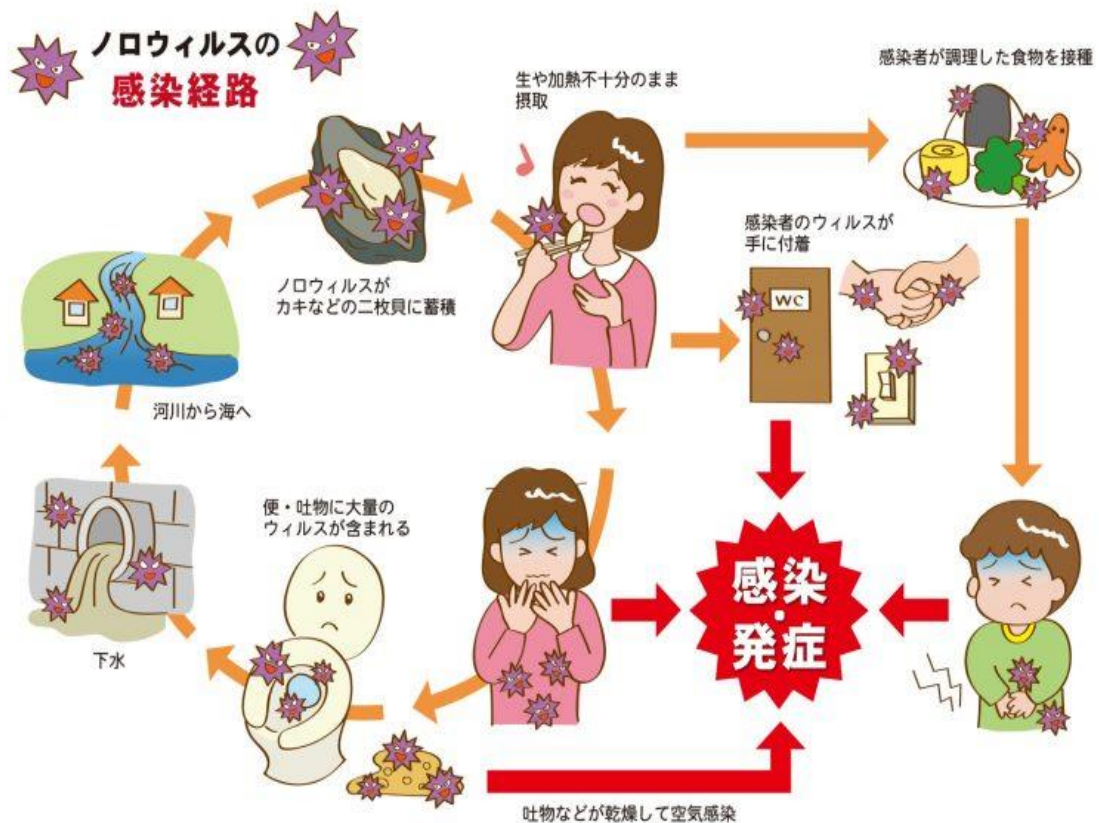 ノロウィルスの
感染経路
生や加熱不十分のまま
摂取
感染者が調理した食物を接種
感染者のウィルスが
手に付着
WC
ノロウィルスが
カキなどの二枚貝に蓄積
河川から海へ
便・吐物に大量の
ウィルスが含まれる
下水
感染
・
発症
吐物などが乾燥して空気感染